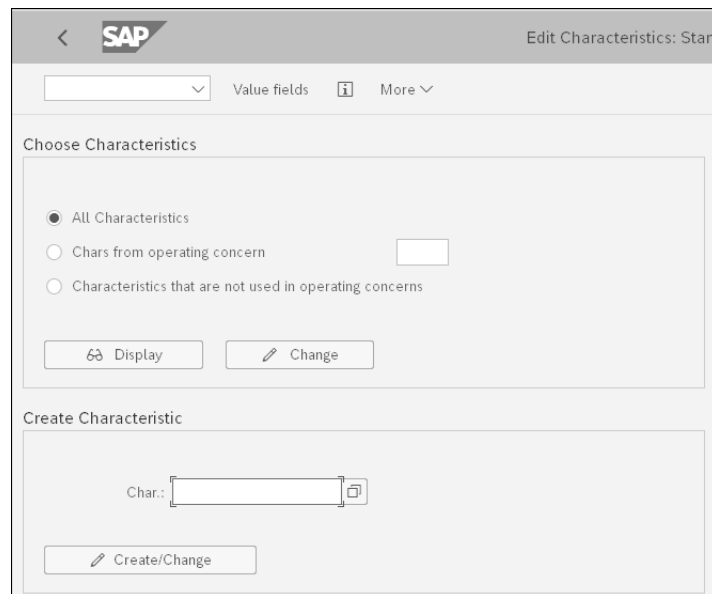 SAP
Edit Characteristics: Star
Value fields More
Choose Characteristics
All Characteristics
Chars from operating concern
Characteristics that are not used in operating concerns
Display Change
Create Characteristic
Char.:
Create/Change